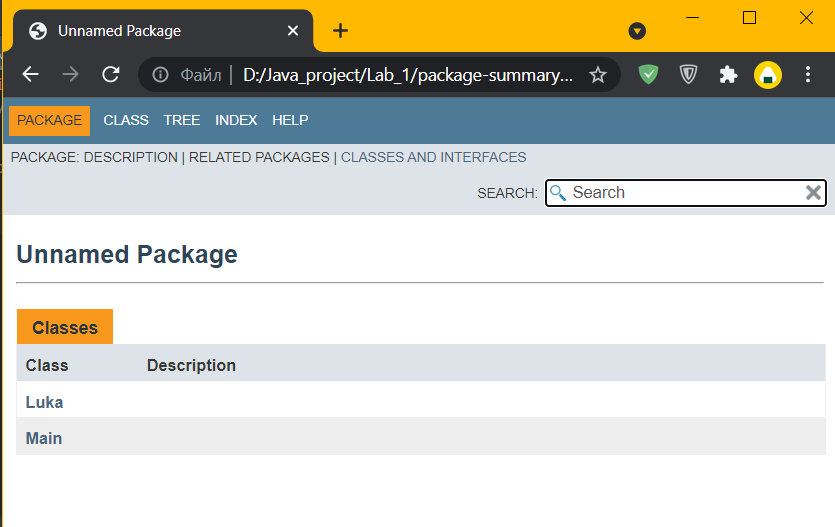 Unnamed Package
Файл | D:/Java_project/Lab_1/package-summary...
PACKAGE CLASS TREE INDEX HELP
PACKAGE: DESCRIPTION | RELATED PACKAGES | CLASSES AND INTERFACES
SEARCH: Search
Unnamed Package
Classes
Class Description
Luka
Main